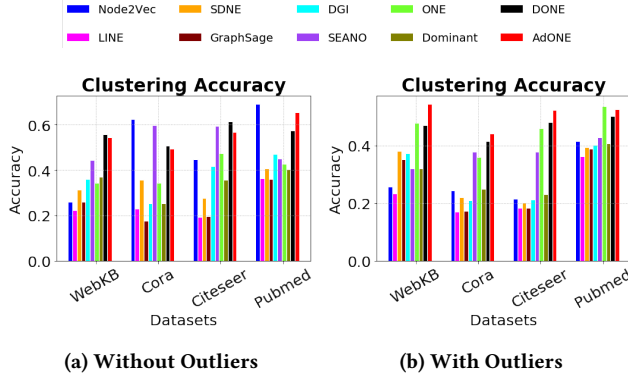 Node2Vec SDNE DGI ONE DONE
LINE GraphSage SEANO Dominant AdONE
Clustering Accuracy
Accuracy
0.6
0.4
0.2
0.0
WebKB Cora Citeseer Pubmed
Datasets
(a) Without Outliers
Clustering Accuracy
Accuracy
0.4
0.2
0.0
WebKB Cora Citeseer Pubmed
Datasets
(b) With Outliers